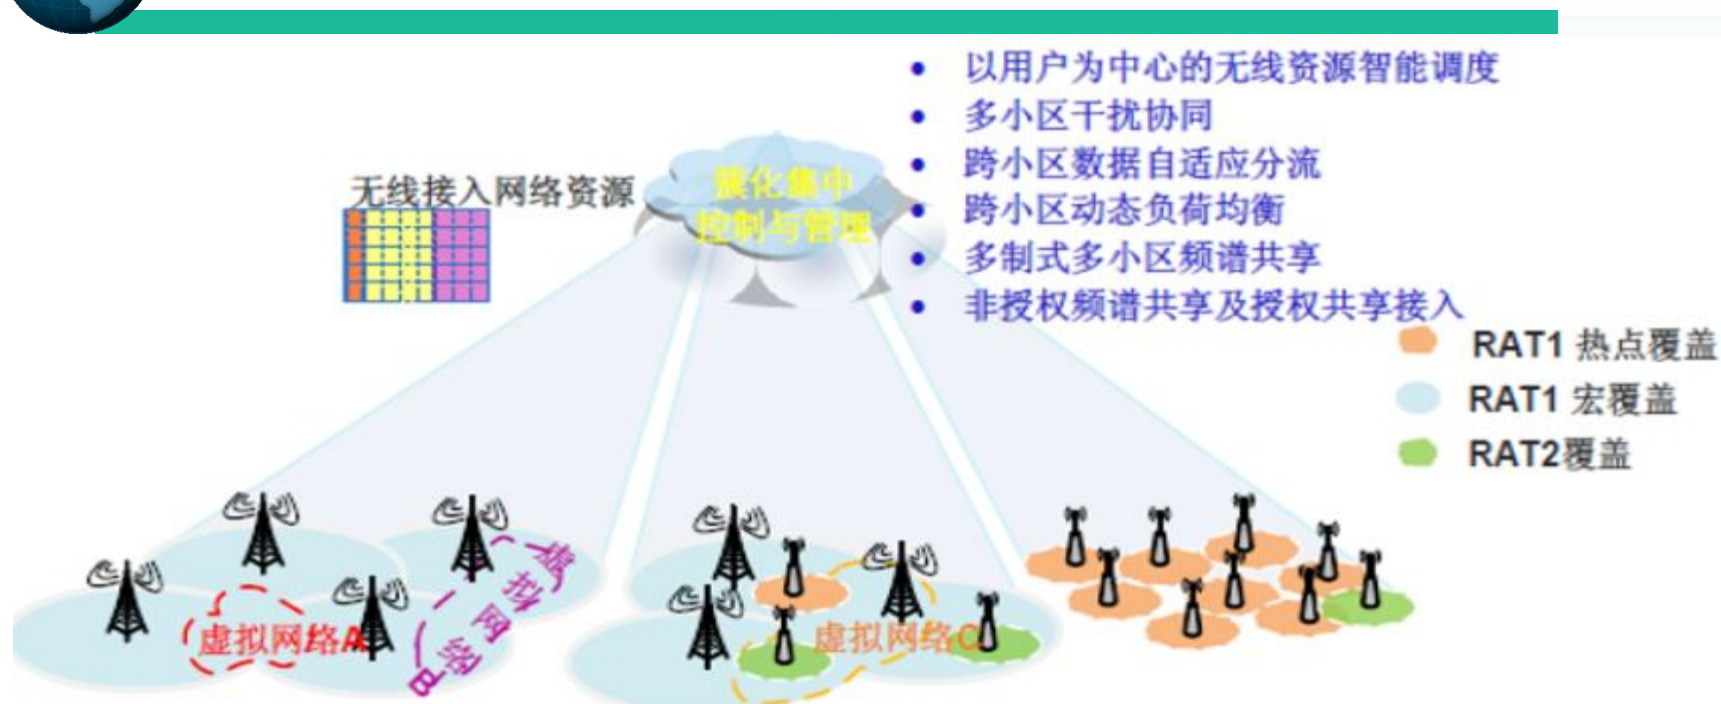 以用户为中心的无线资源智能调度
多小区干扰协同
跨小区数据自适应分流
跨小区动态负荷均衡
多制式多小区频谱共享
非授权频谱共享及授权共享接入
无线接入网络资源
簇化集中
控制与管理
RAT1 热点覆盖
RAT1 宏覆盖
RAT2覆盖
虚拟网络A
虚拟网络B
虚拟网络C